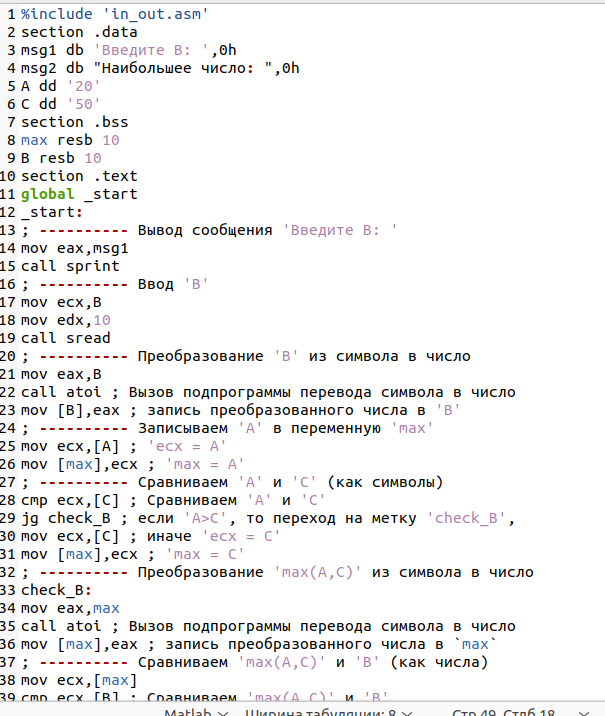 1 %include 'in_out.asm'
2 section .data
3 msg1 db 'Введите B: ',0h
4 msg2 db "Наибольшее число: ",0h
5 A dd '20'
6 C dd '50'
7 section .bss
8 max resb 10
9 B resb 10
10 section .text
11 global _start
12 _start:
13 ; ---------- Вывод сообщения 'Введите B: '
14 mov eax,msg1
15 call sprint
16 ; ---------- Ввод 'B'
17 mov ecx,B
18 mov edx,10
19 call sread
20 ; ---------- Преобразование 'B' из символа в число
21 mov eax,B
22 call atoi ; Вызов подпрограммы перевода символа в число
23 mov [B],eax ; запись преобразованного числа в 'B'
24 ; ---------- Записываем 'A' в переменную 'max'
25 mov ecx,[A] ; 'ecx = A'
26 mov [max],ecx ; 'max = A'
27 ; ---------- Сравниваем 'A' и 'C' (как символы)
28 cmp ecx,[C] ; Сравниваем 'A' и 'C'
29 jg check_B ; если 'A>C', то переход на метку 'check_B',
30 mov ecx,[C] ; иначе 'ecx = C'
31 mov [max],ecx ; 'max = C'
32 ; ---------- Преобразование 'max(A,C)' из символа в число
33 check_B:
34 mov eax,max
35 call atoi ; Вызов подпрограммы перевода символа в число
36 mov [max],eax ; запись преобразованного числа в `max`
37 ; ---------- Сравниваем 'max(A,C)' и 'B' (как числа)
38 mov ecx,[max]
39 cmp ecx,[B] ; Сравниваем 'max(A,C)' и 'B'
Matlab Ширина табуляции: 8 Стр 49, Стлб 18